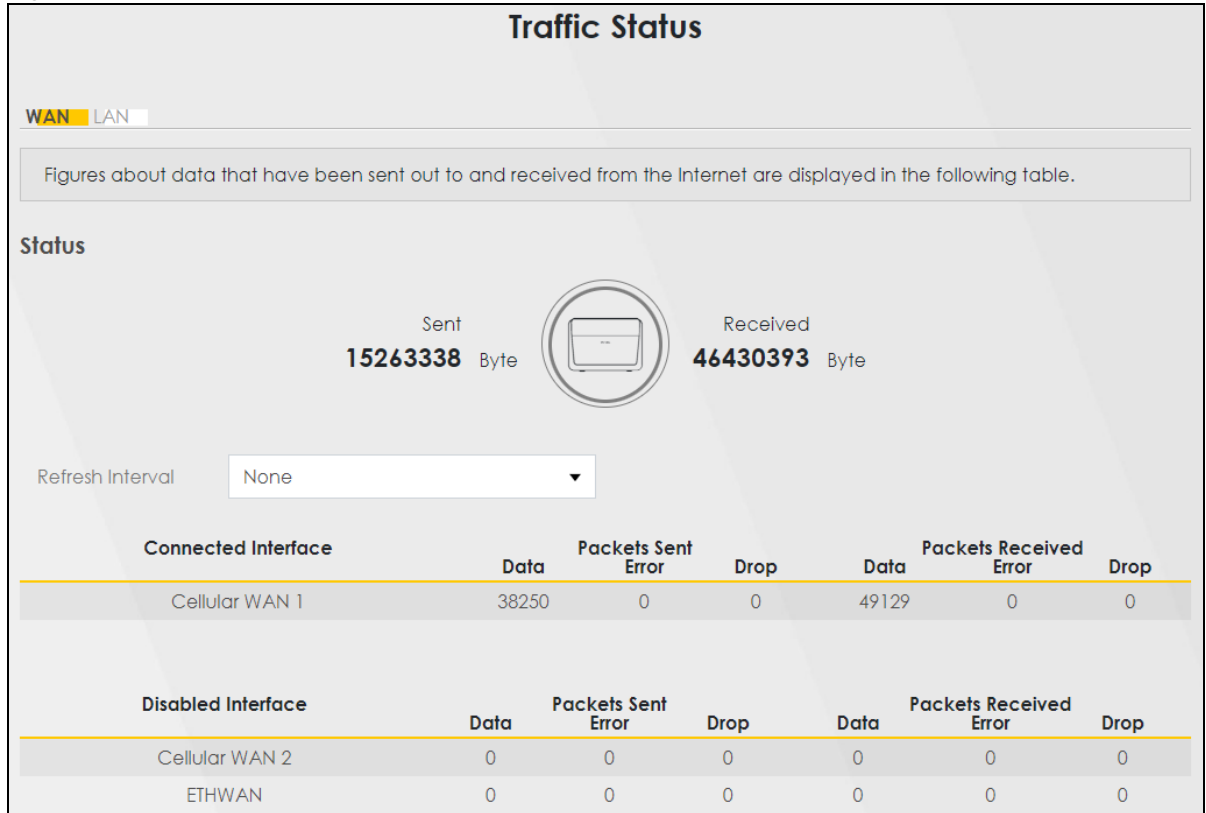 Traffic Status
WAN LAN
Figures about data that have been sent out to and received from the Internet are displayed in the following table.
Status
Sent Received
15263338 Byte 46430393 Byte
Refresh Interval None
Connected Interface Packets Sent Packets Received
Data Error Drop Data Error Drop
Cellular WAN 1 38250 0 0 49129 0 0
Disabled Interface Packets Sent Packets Received
Data Error Drop Data Error Drop
Cellular WAN 2 0 0 0 0 0 0
ETHWAN 0 0 0 0 0 0